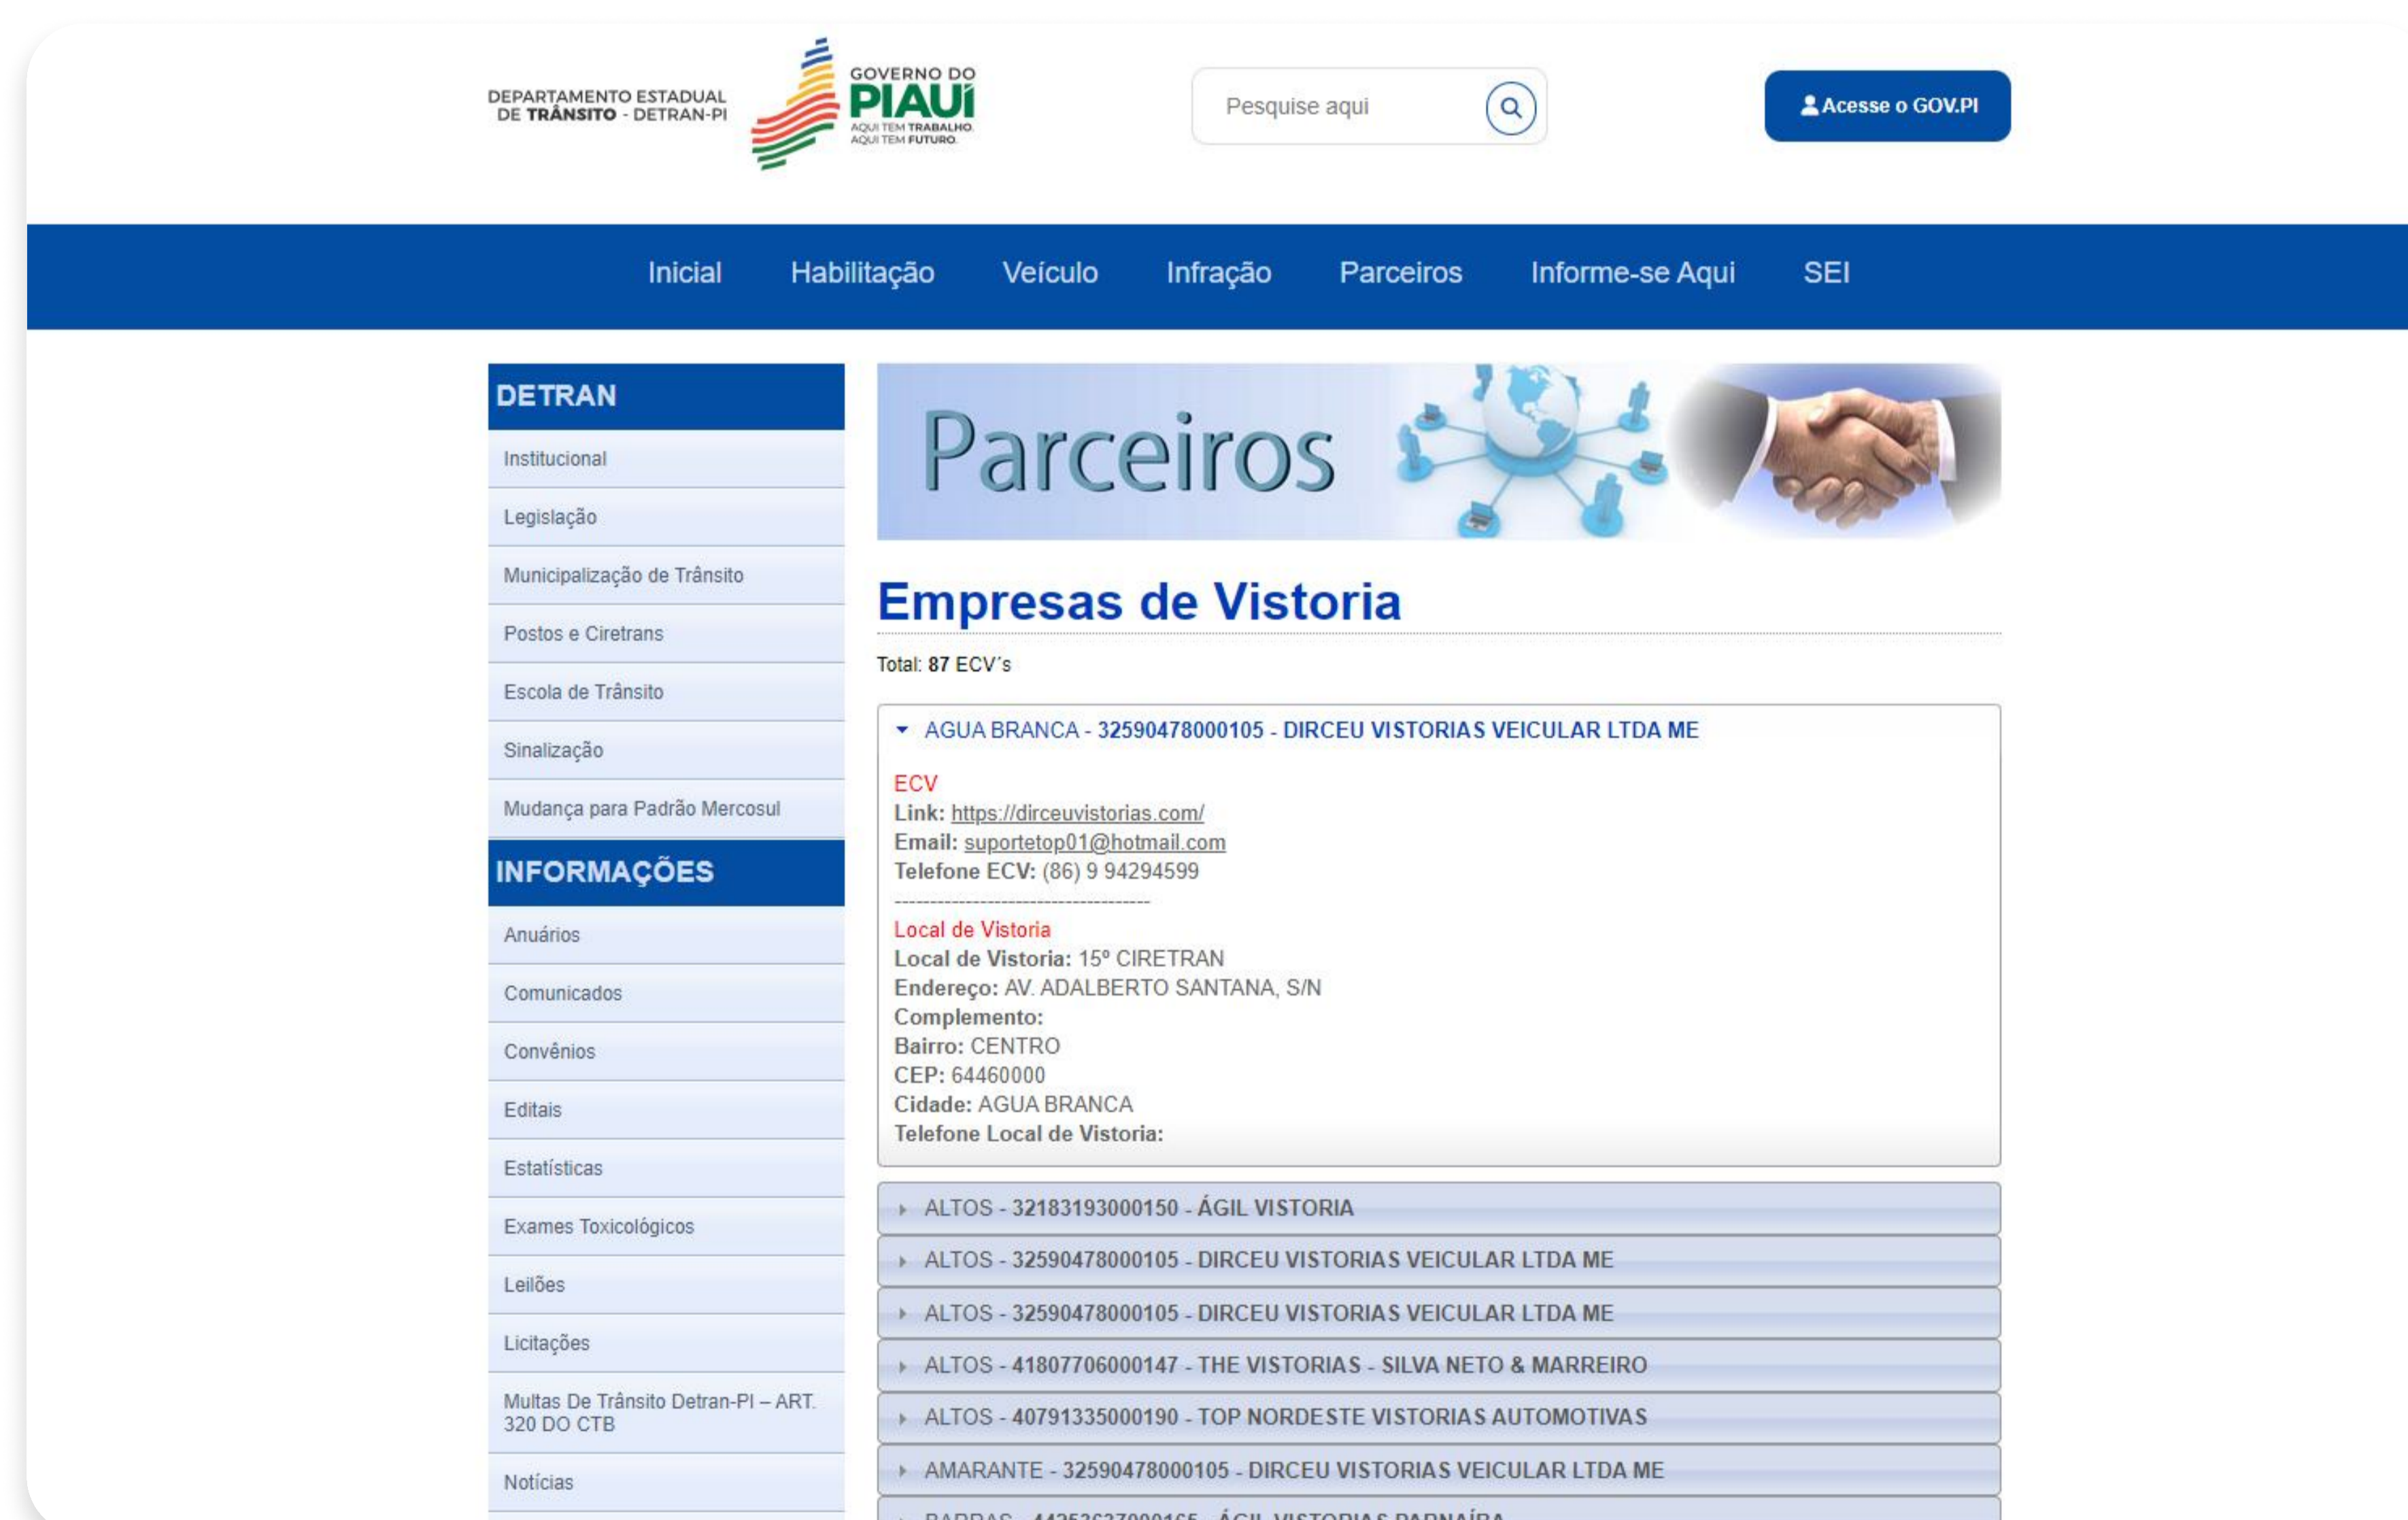 DEPARTAMENTO ESTADUAL
DE TRÂNSITO - DETRAN-PI
GOVERNO DO
PIAUÍ
AQUI TEM TRABALHO.
AQUI TEM FUTURO.
Pesquise aqui
Acesse o GOV.PI
Inicial Habilitação Veículo Infração Parceiros Informe-se Aqui SEI
DETRAN
Institucional
Legislação
Municipalização de Trânsito
Postos e Ciretrans
Escola de Trânsito
Sinalização
Mudança para Padrão Mercosul
INFORMAÇÕES
Anuários
Comunicados
Convênios
Editais
Estatísticas
Exames Toxicológicos
Leilões
Licitações
Multas De Trânsito Detran-PI – ART.
320 DO CTB
Notícias
Parceiros
Empresas de Vistoria
Total: 87 ECV´s
AGUA BRANCA - 32590478000105 - DIRCEU VISTORIAS VEICULAR LTDA ME
ECV
Link: https://dirceuvistorias.com/
Email: suportetop01@hotmail.com
Telefone ECV: (86) 9 94294599
------------------------------------
Local de Vistoria
Local de Vistoria: 15º CIRETRAN
Endereço: AV. ADALBERTO SANTANA, S/N
Complemento:
Bairro: CENTRO
CEP: 64460000
Cidade: AGUA BRANCA
Telefone Local de Vistoria:
ALTOS - 32183193000150 - ÁGIL VISTORIA
ALTOS - 32590478000105 - DIRCEU VISTORIAS VEICULAR LTDA ME
ALTOS - 32590478000105 - DIRCEU VISTORIAS VEICULAR LTDA ME
ALTOS - 41807706000147 - THE VISTORIAS - SILVA NETO & MARREIRO
ALTOS - 40791335000190 - TOP NORDESTE VISTORIAS AUTOMOTIVAS
AMARANTE - 32590478000105 - DIRCEU VISTORIAS VEICULAR LTDA ME
BARRAS - 44253637000165 - ÁGIL VISTORIAS PARNAÍBA